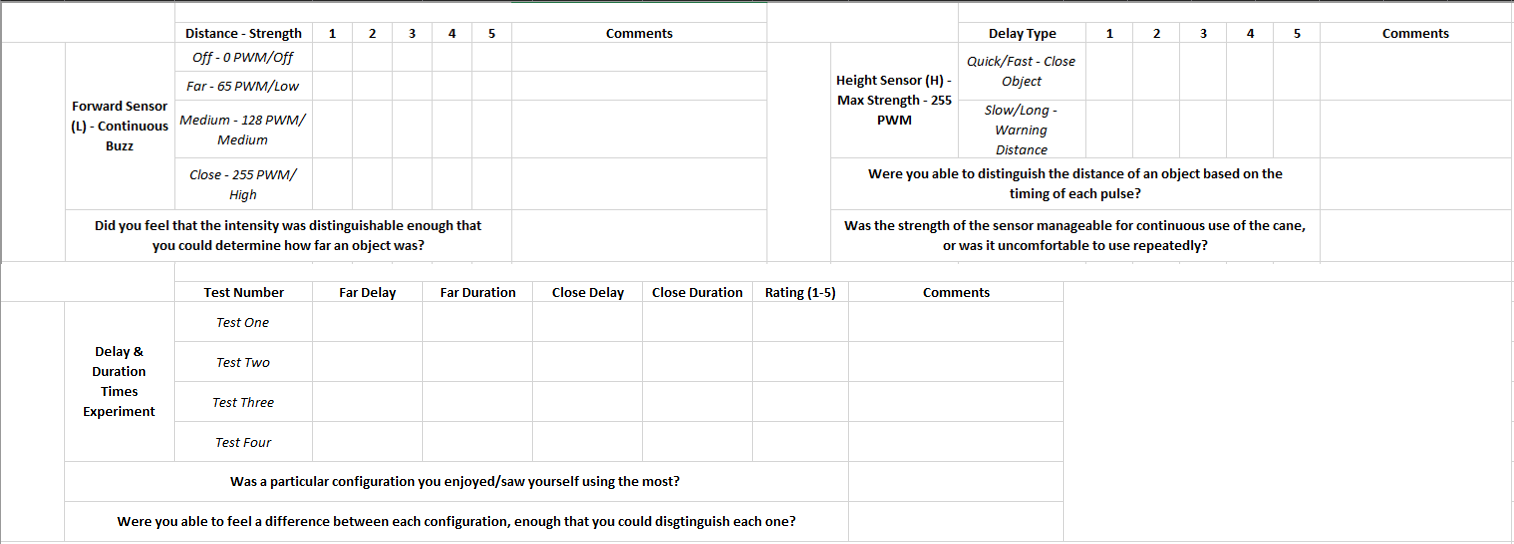 Distance - Strength 1 2 3 4 5 Comments
Forward Sensor
(L) - Continuous
Buzz
Off - 0 PWM/Off
Far - 65 PWM/Low
Medium - 128 PWM/
Medium
Close - 255 PWM/
High
Did you feel that the intensity was distinguishable enough that
you could determine how far an object was?
Delay Type 1 2 3 4 5 Comments
Height Sensor (H) -
Max Strength - 255
PWM
Quick/Fast - Close
Object
Slow/Long -
Warning
Distance
Were you able to distinguish the distance of an object based on the
timing of each pulse?
Was the strength of the sensor manageable for continuous use of the cane,
or was it uncomfortable to use repeatedly?
Test Number Far Delay Far Duration Close Delay Close Duration Rating (1-5) Comments
Delay &
Duration
Times
Experiment
Test One
Test Two
Test Three
Test Four
Was a particular configuration you enjoyed/saw yourself using the most?
Were you able to feel a difference between each configuration, enough that you could disgtinguish each one?